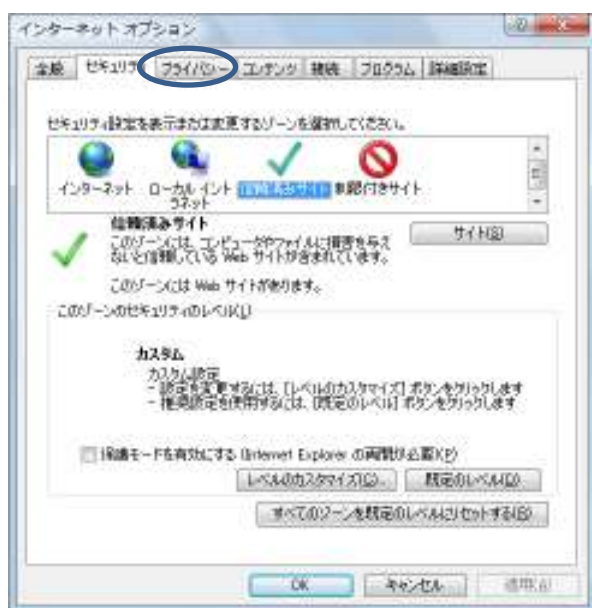 インターネット オプション
全般 セキュリティ プライバシー コンテンツ 接続 プログラム 詳細設定
セキュリティ設定を表示または変更するゾーンを選択してください。
インターネット ローカル イントラネット 信頼済みサイト 制限付きサイト
信頼済みサイト
サイト(S)
このゾーンには、コンピュータやファイルに損害を与え
ないと信頼している Web サイトが含まれています。
このゾーンには Web サイトがあります。
このゾーンのセキュリティのレベル(L)
カスタム
カスタム設定
- 設定を変更するには、[レベルのカスタマイズ] ボタンをクリックします
- 推奨設定を使用するには、[既定のレベル] ボタンをクリックします
保護モードを有効にする (Internet Explorer の再開が必要)(P)
レベルのカスタマイズ(C)... 既定のレベル(D)
すべてのゾーンを既定のレベルにリセットする(R)
OK キャンセル 適用(A)